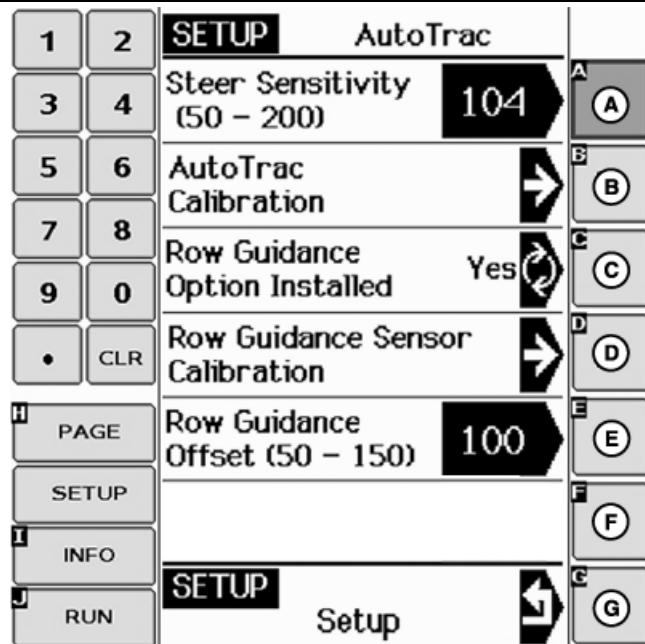 1 2
3 4
5 6
7 8
9 0
• CLR
H PAGE
SETUP
I INFO
J RUN
SETUP AutoTrac
Steer Sensitivity
(50 - 200) 104
AutoTrac
Calibration
Row Guidance
Option Installed Yes
Row Guidance Sensor
Calibration
Row Guidance
Offset (50 - 150) 100
SETUP
Setup
A A
B B
C C
D D
E E
F F
G G